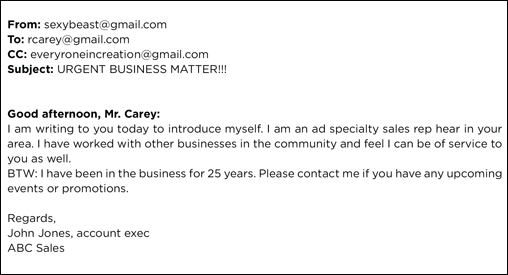 From: sexybeast@gmail.com
To: rcarey@gmail.com
CC: everyroneincreation@gmail.com
Subject: URGENT BUSINESS MATTER!!!
Good afternoon, Mr. Carey:
I am writing to you today to introduce myself. I am an ad specialty sales rep hear in your
area. I have worked with other businesses in the community and feel I can be of service to
you as well.
BTW: I have been in the business for 25 years. Please contact me if you have any upcoming
events or promotions.
Regards,
John Jones, account exec
ABC Sales